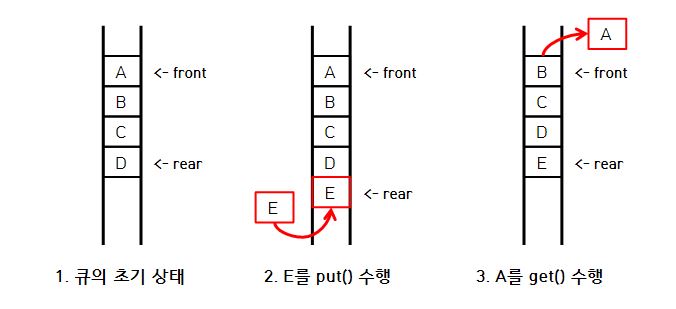 A <- front
B
C
D <- rear
1. 큐의 초기 상태
A <- front
B
C
D
E <- rear
E
2. E를 put() 수행
A
B <- front
C
D
E <- rear
3. A를 get() 수행